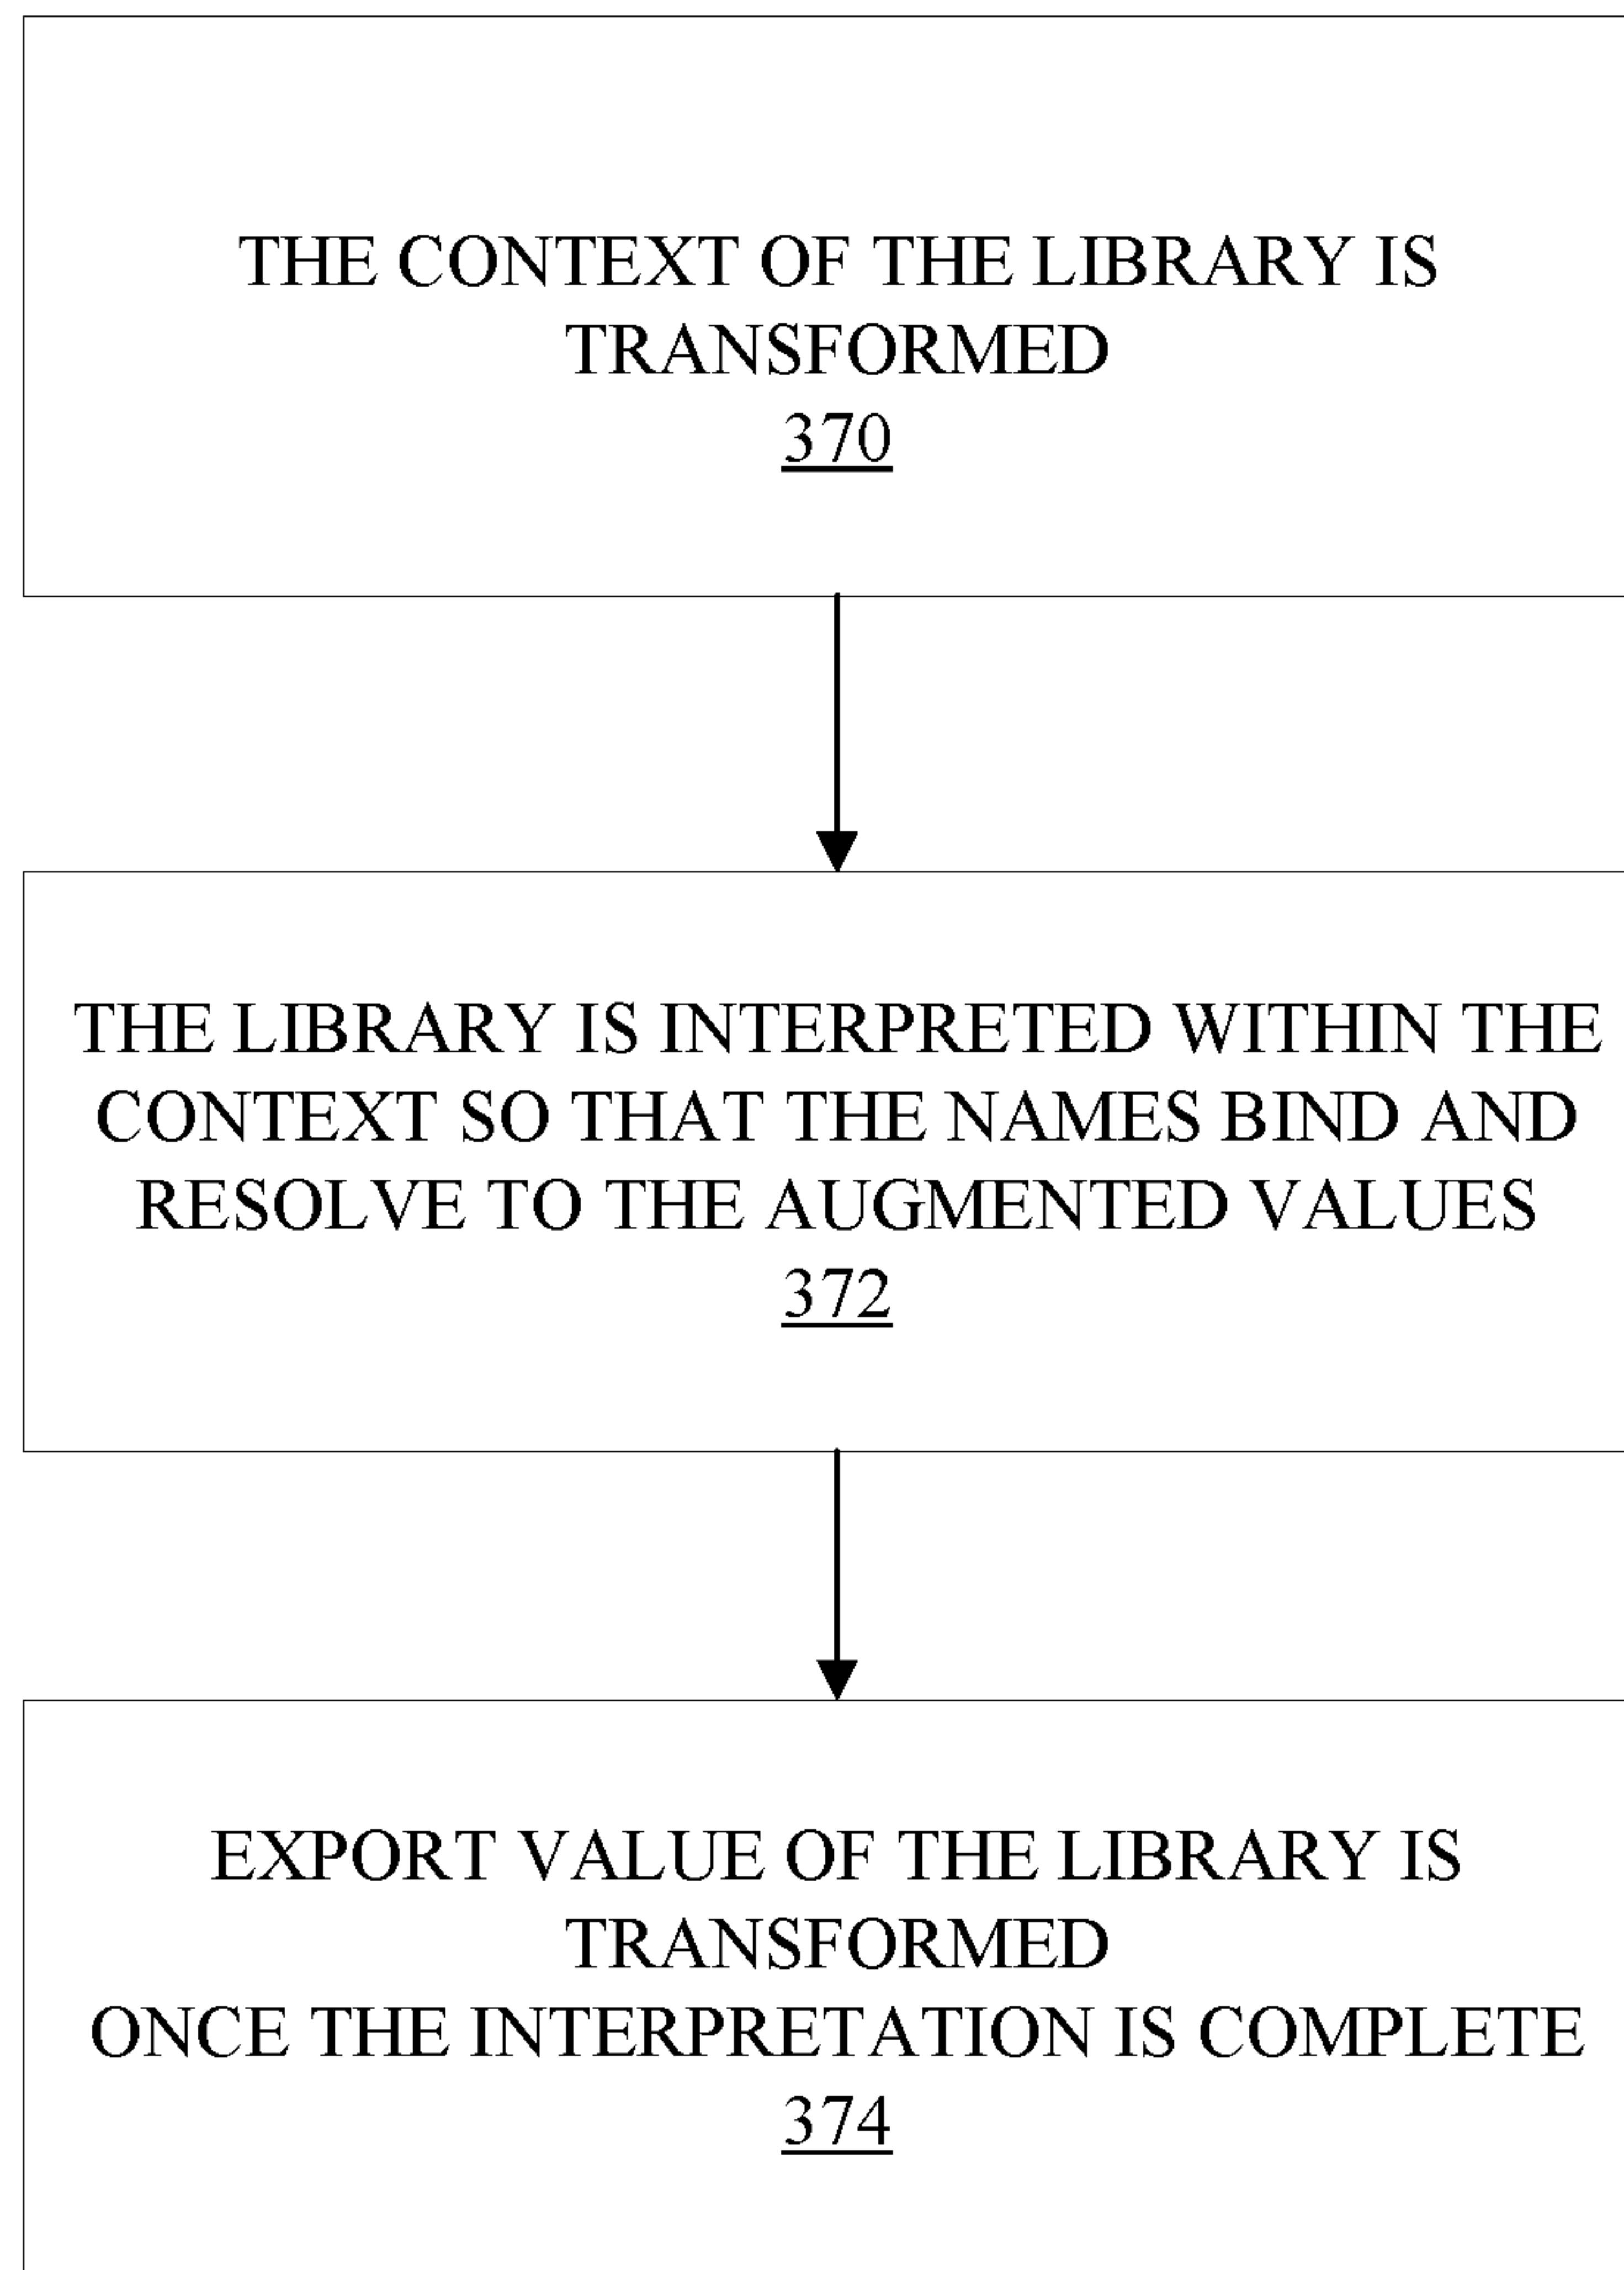 THE CONTEXT OF THE LIBRARY IS
TRANSFORMED
370
THE LIBRARY IS INTERPRETED WITHIN THE
CONTEXT SO THAT THE NAMES BIND AND
RESOLVE TO THE AUGMENTED VALUES
372
EXPORT VALUE OF THE LIBRARY IS
TRANSFORMED
ONCE THE INTERPRETATION IS COMPLETE
374